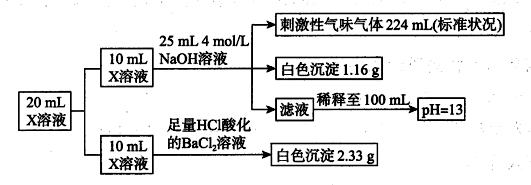 20 mL
X溶液
10 mL
X溶液
25 mL 4 mol/L
NaOH溶液
刺激性气味气体 224 mL(标准状况)
白色沉淀 1.16 g
滤液
稀释至 100 mL
pH=13
10 mL
X溶液
足量HCl酸化
的BaCl₂溶液
白色沉淀 2.33 g